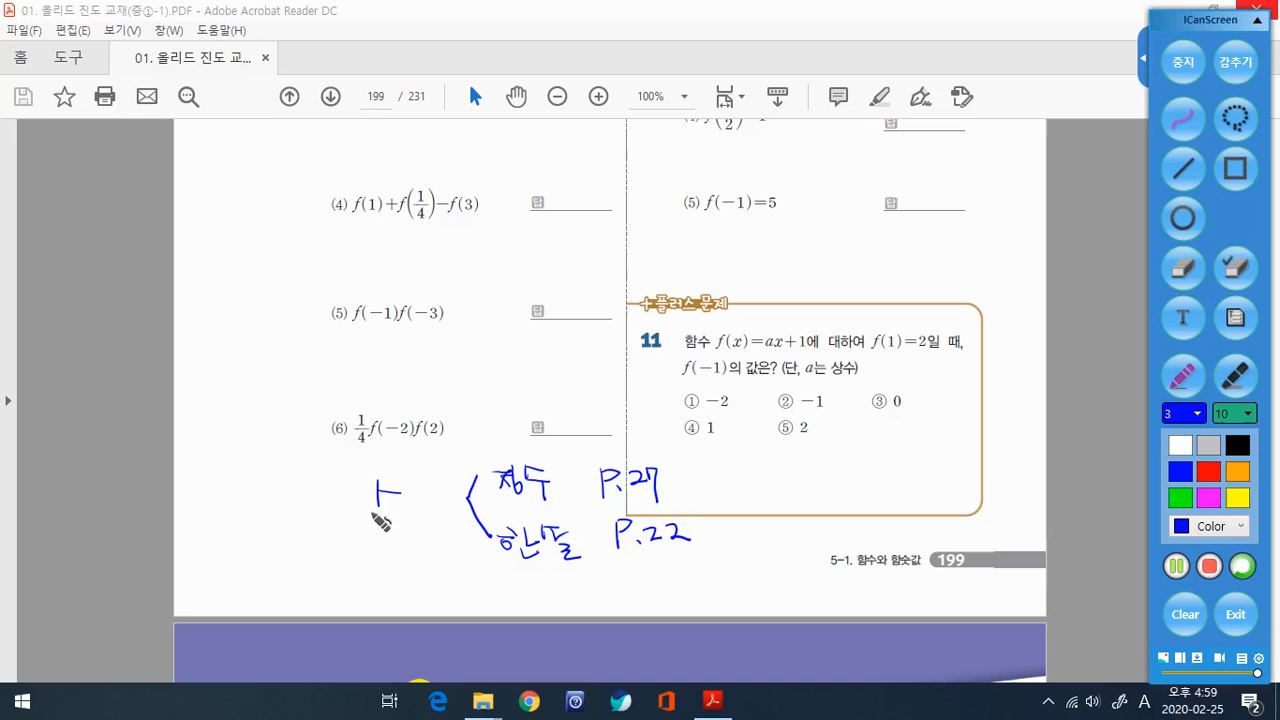 01. 올리드 진도 교재(중①-1).PDF - Adobe Acrobat Reader DC
파일(F) 편집(E) 보기(V) 창(W) 도움말(H)
홈 도구 01. 올리드 진도 교... ×
199 / 231 100%
(4) f(1)+f(1/4)-f(3) 답
(5) f(-1)f(-3) 답
(6) 1/4f(-2)f(2) 답
답
(5) f(-1)=5 답
+플러스 문제
11 함수 f(x)=ax+1에 대하여 f(1)=2일 때,
f(-1)의 값은? (단, a는 상수)
① -2 ② -1 ③ 0
④ 1 ⑤ 2
P.27
P.22
5-1. 함수와 함숫값 199
ICanScreen
중지 감추기
T
3 10
Color
Clear Exit
A 오후 4:59
2020-02-25
2